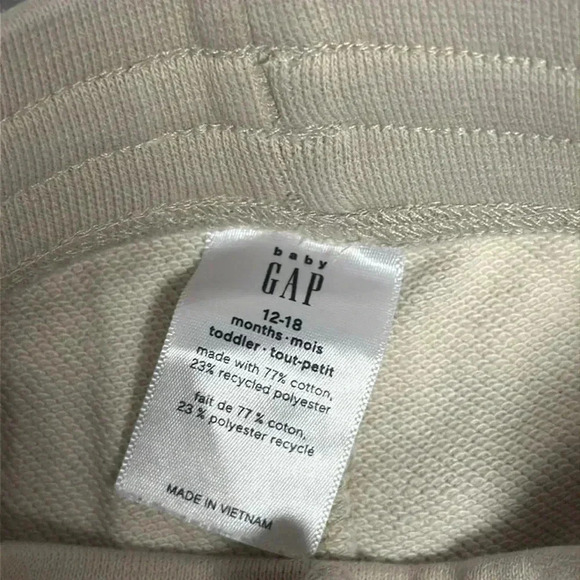 baby
GAP
12-18
months · mois
toddler · tout-petit
made with 77% cotton,
23% recycled polyester
fait de 77 % coton,
23 % polyester recyclé
MADE IN VIETNAM